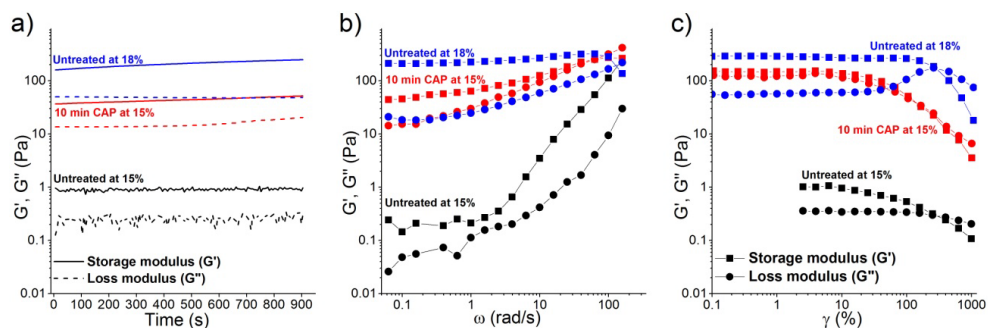 a)
G', G" (Pa)
100
10
1
0.1
0.01
Untreated at 18%
10 min CAP at 15%
Untreated at 15%
Storage modulus (G')
Loss modulus (G")
0 100 200 300 400 500 600 700 800 900
Time (s)
b)
G', G" (Pa)
100
10
1
0.1
0.01
Untreated at 18%
10 min CAP at 15%
Untreated at 15%
0.1 1 10 100
ω (rad/s)
c)
G', G" (Pa)
100
10
1
0.1
0.01
Untreated at 18%
10 min CAP at 15%
Untreated at 15%
Storage modulus (G')
Loss modulus (G")
0.1 1 10 100 1000
γ (%)